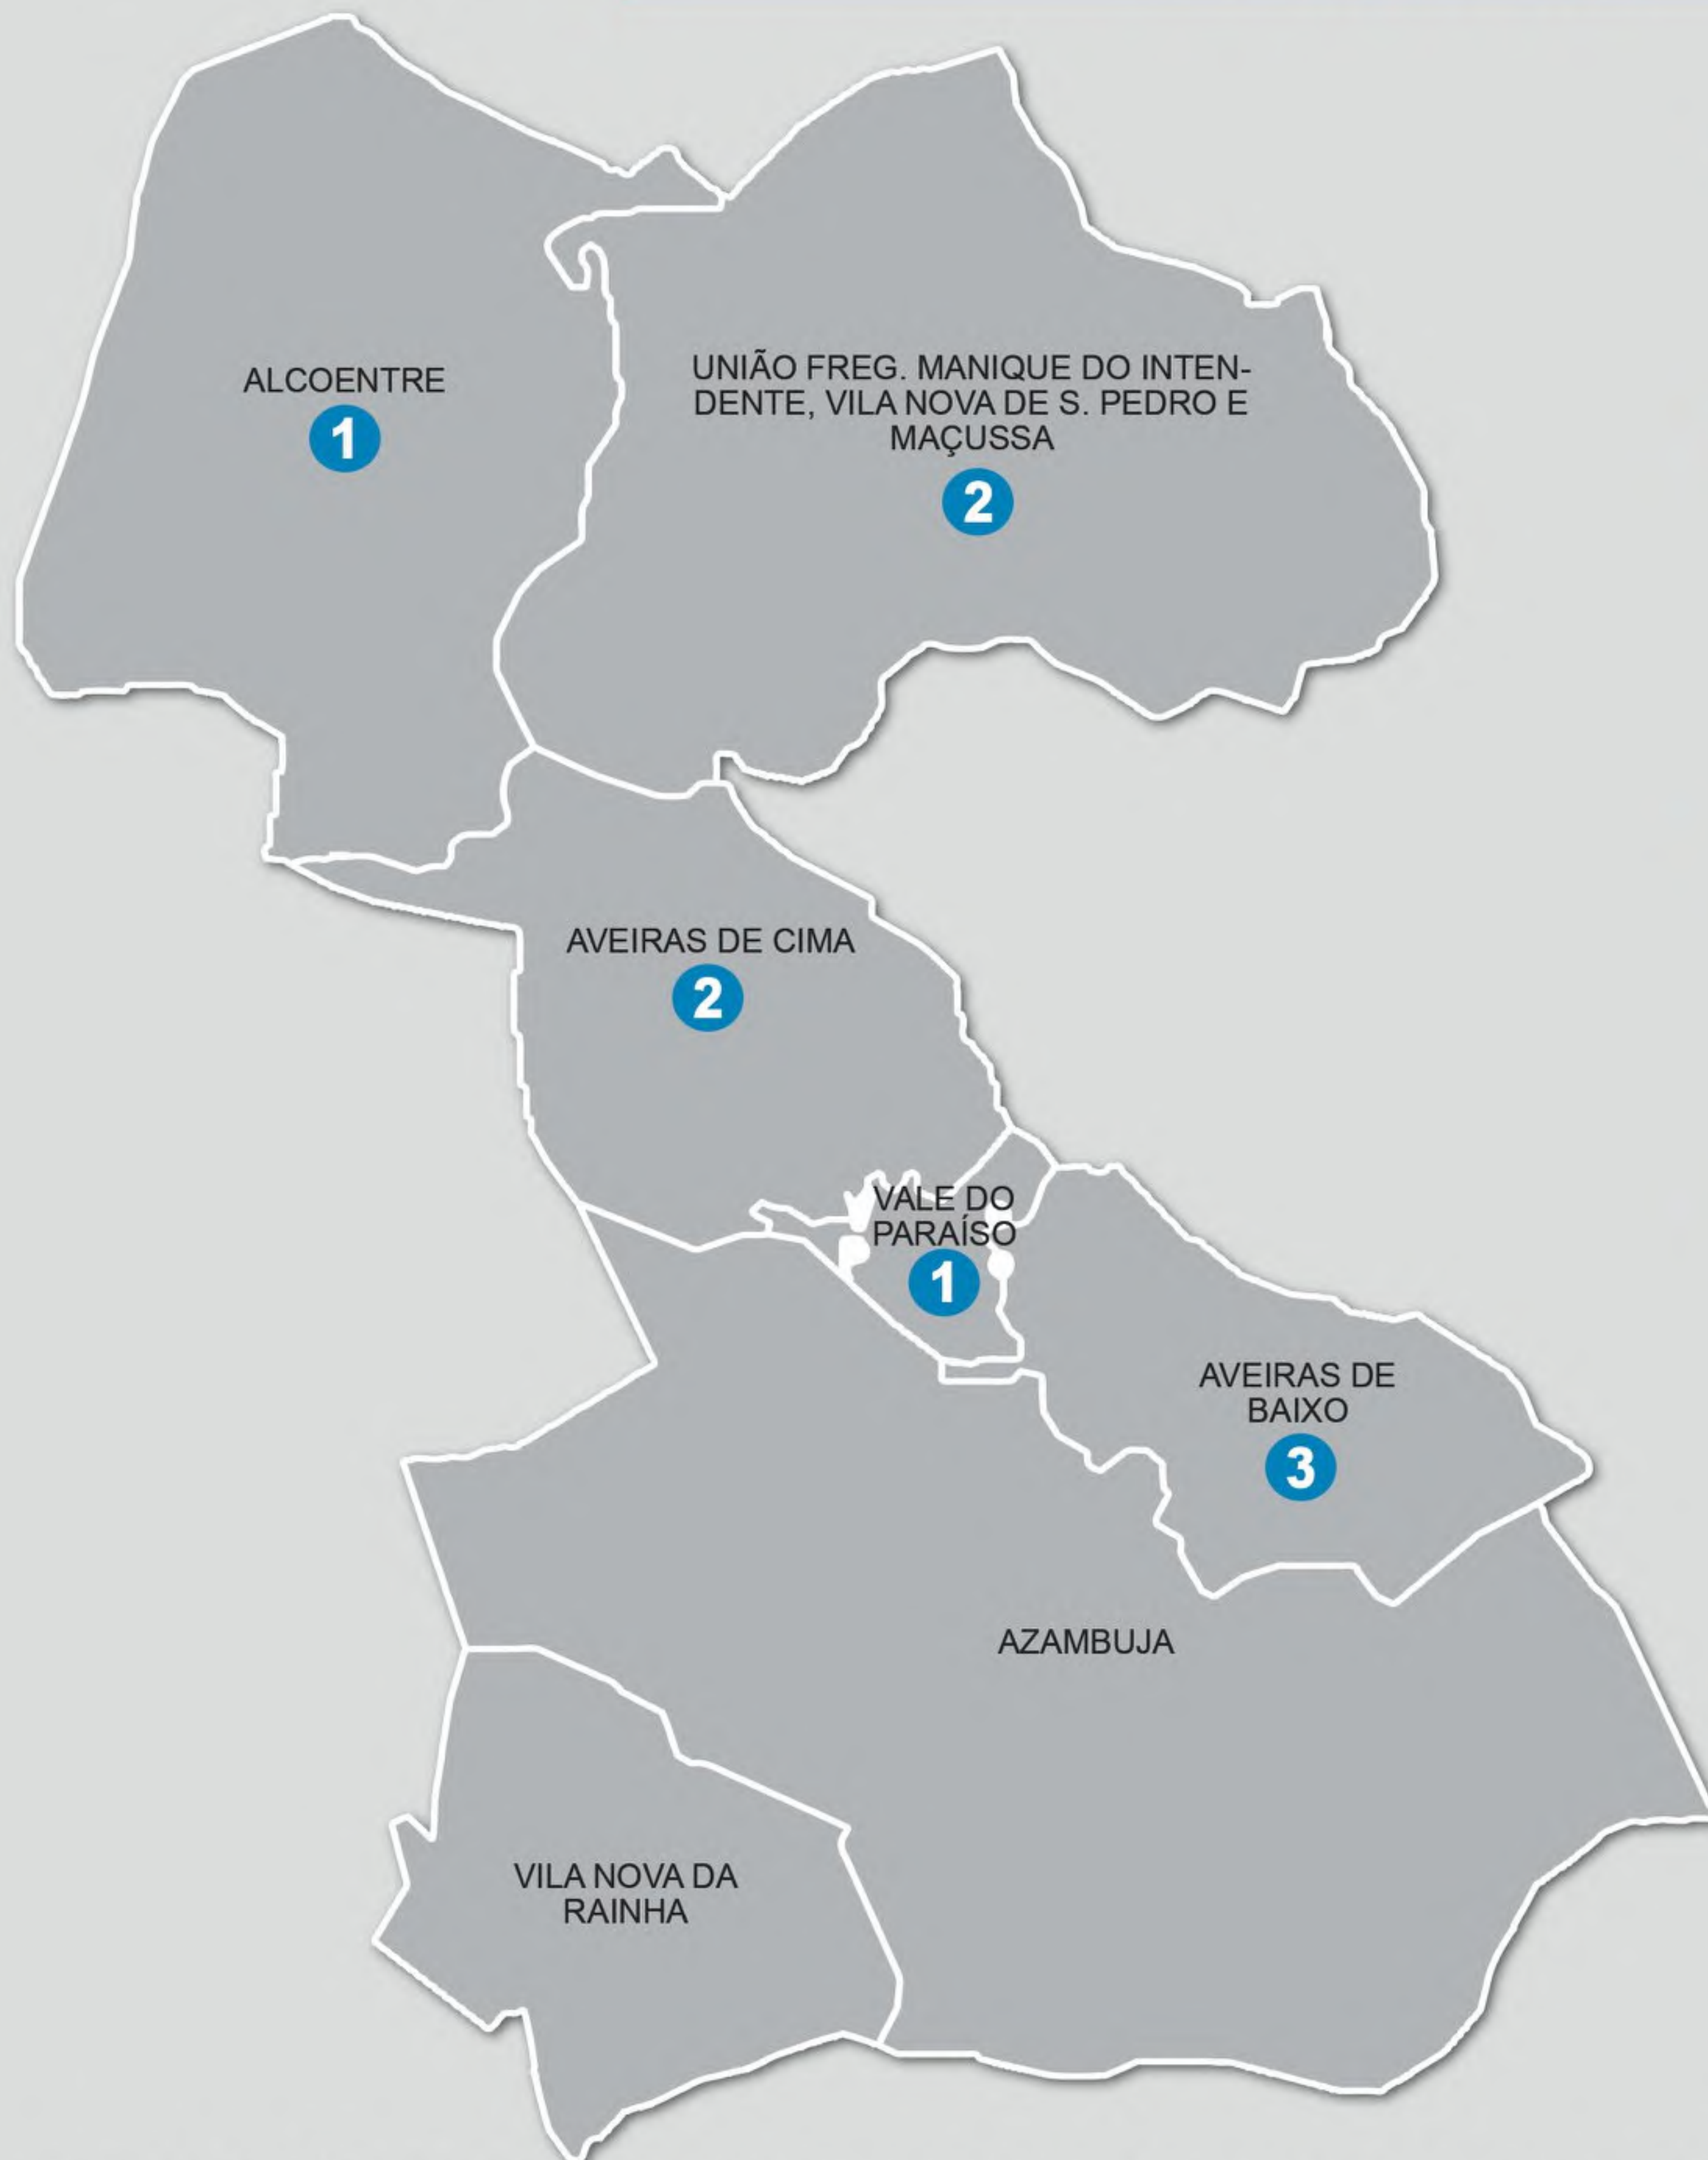 ALCOENTRE
1
UNIÃO FREG. MANIQUE DO INTEN-
DENTE, VILA NOVA DE S. PEDRO E
MAÇUSSA
2
AVEIRAS DE CIMA
2
VALE DO
PARAÍSO
1
AVEIRAS DE
BAIXO
3
AZAMBUJA
VILA NOVA DA
RAINHA